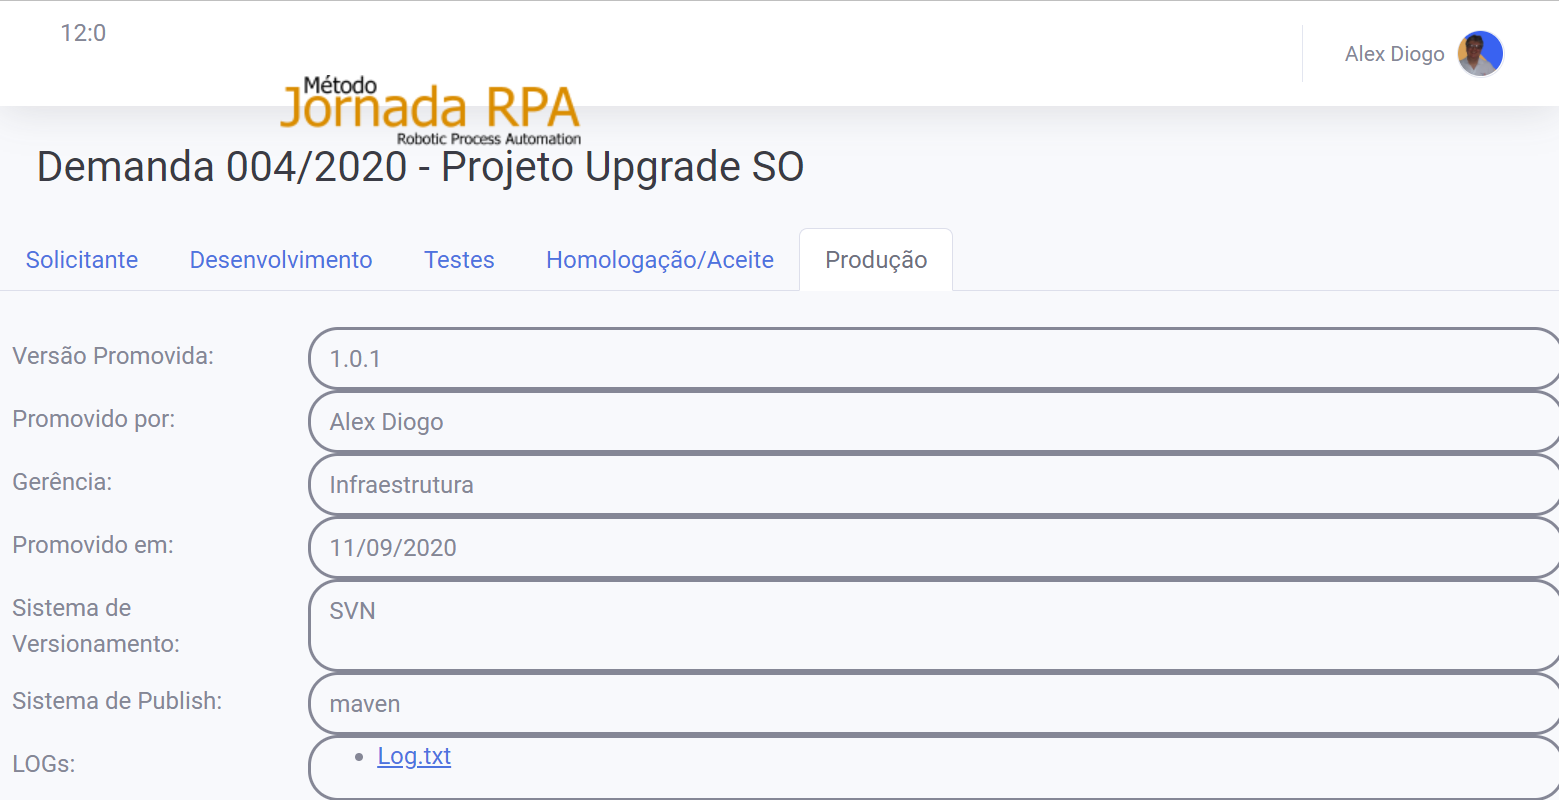 12:0
Alex Diogo
Método
Jornada RPA
Robotic Process Automation
Demanda 004/2020 - Projeto Upgrade SO
Solicitante Desenvolvimento Testes Homologação/Aceite Produção
Versão Promovida: 1.0.1
Promovido por: Alex Diogo
Gerência: Infraestrutura
Promovido em: 11/09/2020
Sistema de Versionamento: SVN
Sistema de Publish: maven
LOGs: • Log.txt